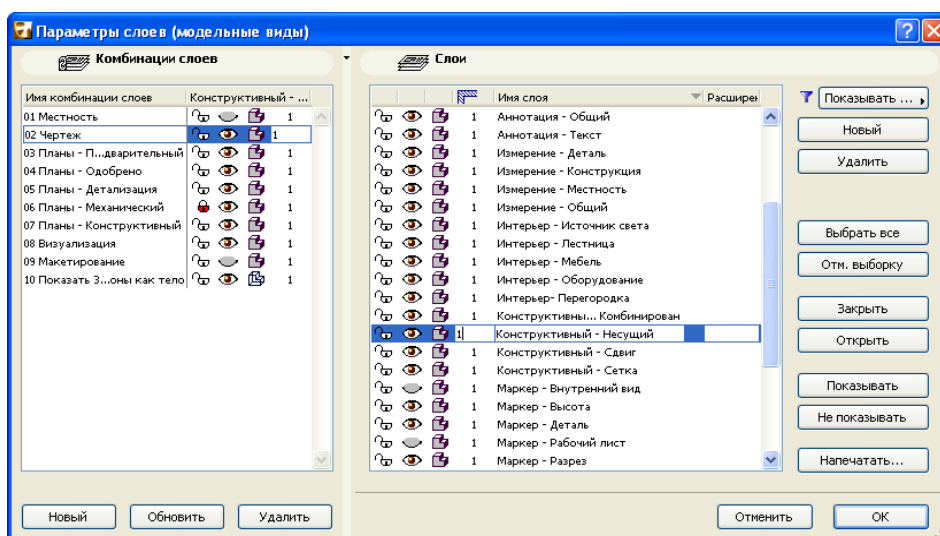 Параметры слоев (модельные виды)
Комбинации слоев
Имя комбинации слоев Конструктивный - ...
01 Местность 1
02 Чертеж 1
03 Планы - П...дварительный 1
04 Планы - Одобрено 1
05 Планы - Детализация 1
06 Планы - Механический 1
07 Планы - Конструктивный 1
08 Визуализация 1
09 Макетирование 1
10 Показать З...оны как тело 1
Новый Обновить Удалить
Слои
Имя слоя Расширен
1 Аннотация - Общий
1 Аннотация - Текст
1 Измерение - Деталь
1 Измерение - Конструкция
1 Измерение - Местность
1 Измерение - Общий
1 Интерьер - Источник света
1 Интерьер - Лестница
1 Интерьер - Мебель
1 Интерьер - Оборудование
1 Интерьер- Перегородка
1 Конструктивны... Комбинирован
1 Конструктивный - Несущий
1 Конструктивный - Сдвиг
1 Конструктивный - Сетка
1 Маркер - Внутренний вид
1 Маркер - Высота
1 Маркер - Деталь
1 Маркер - Рабочий лист
1 Маркер - Разрез
Показывать ...
Новый
Удалить
Выбрать все
Отм. выборку
Закрыть
Открыть
Показывать
Не показывать
Напечатать...
Отменить OK